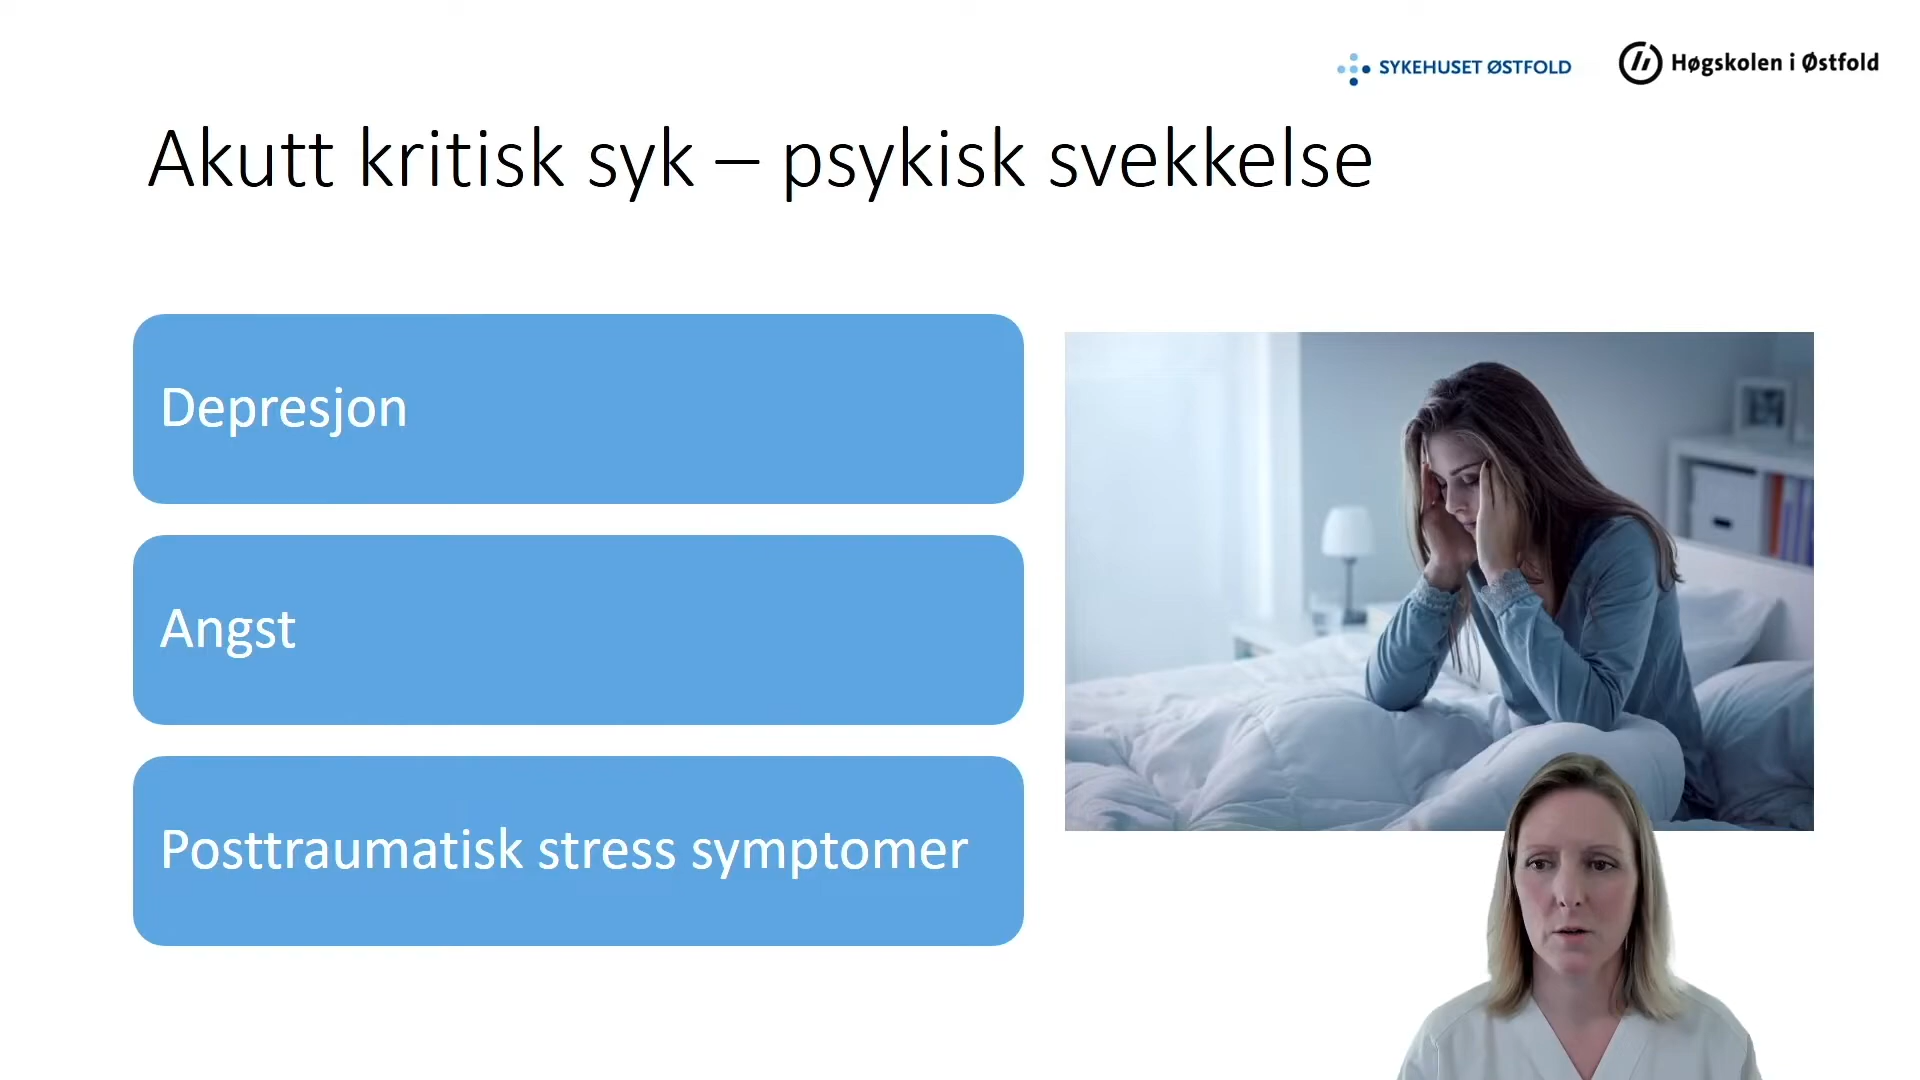 SYKEHUSET ØSTFOLD
Høgskolen i Østfold
Akutt kritisk syk – psykisk svekkelse
Depresjon
Angst
Posttraumatisk stress symptomer